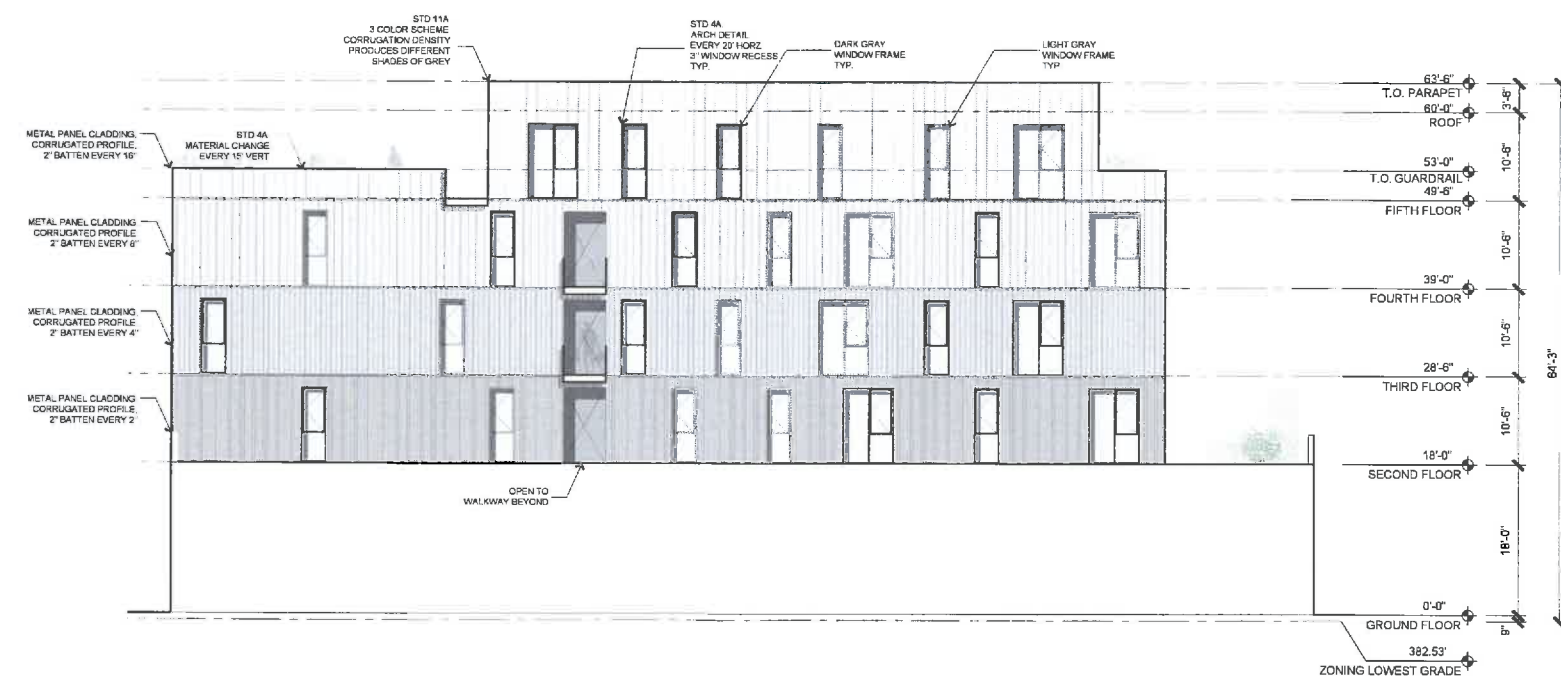 STD 11A
3 COLOR SCHEME
CORRUGATION DENSITY
PRODUCES DIFFERENT
SHADES OF GREY
STD 4A.
ARCH DETAIL
EVERY 20' HORZ
3" WINDOW RECESS
TYP.
DARK GRAY
WINDOW FRAME
TYP.
LIGHT GRAY
WINDOW FRAME
TYP
METAL PANEL CLADDING,
CORRUGATED PROFILE,
2" BATTEN EVERY 16"
STD 4A
MATERIAL CHANGE
EVERY 15' VERT
METAL PANEL CLADDING
CORRUGATED PROFILE
2" BATTEN EVERY 8"
METAL PANEL CLADDING,
CORRUGATED PROFILE
2" BATTEN EVERY 4"
METAL PANEL CLADDING
CORRUGATED PROFILE,
2" BATTEN EVERY 2"
OPEN TO
WALKWAY BEYOND
63'-6"
T.O. PARAPET
60'-0"
ROOF
53'-0"
T.O. GUARDRAIL
49'-6"
FIFTH FLOOR
39'-0"
FOURTH FLOOR
28'-6"
THIRD FLOOR
18'-0"
SECOND FLOOR
0'-0"
GROUND FLOOR
382.53'
ZONING LOWEST GRADE
3'-6"
10'-6"
10'-6"
10'-6"
10'-6"
18'-0"
9"
64'-3"